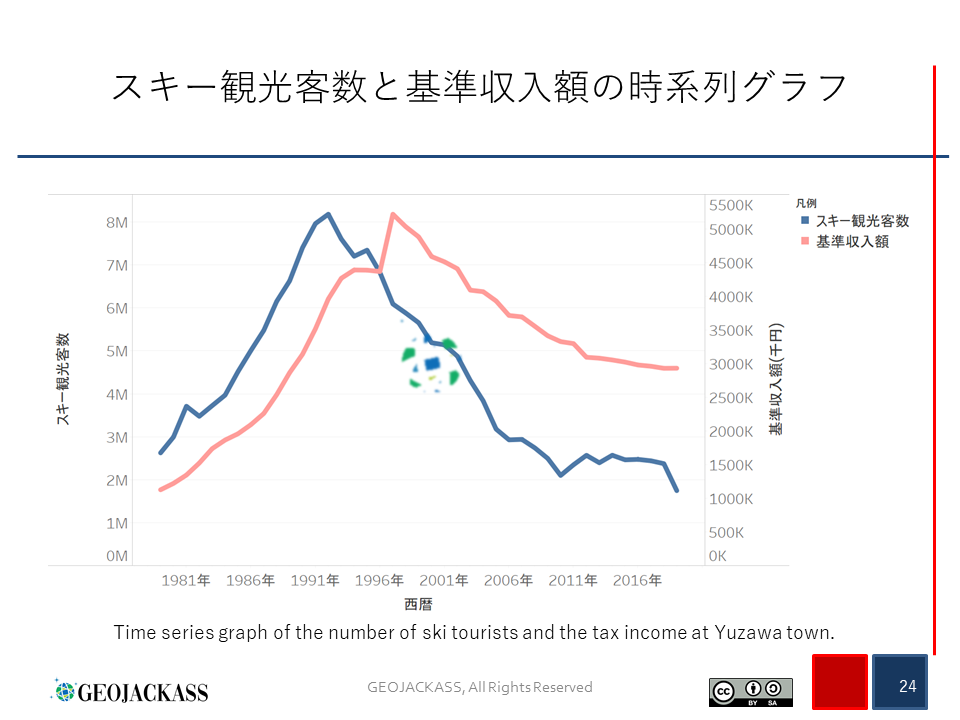 スキー観光客数と基準収入額の時系列グラフ
凡例
スキー観光客数
基準収入額
スキー観光客数
8M
7M
6M
5M
4M
3M
2M
1M
0M
5500K
5000K
4500K
4000K
3500K
3000K
2500K
2000K
1500K
1000K
500K
0K
基準収入額(千円)
1981年 1986年 1991年 1996年 2001年 2006年 2011年 2016年
西暦
Time series graph of the number of ski tourists and the tax income at Yuzawa town.
GEOJACKASS
GEOJACKASS, All Rights Reserved
cc BY SA
24